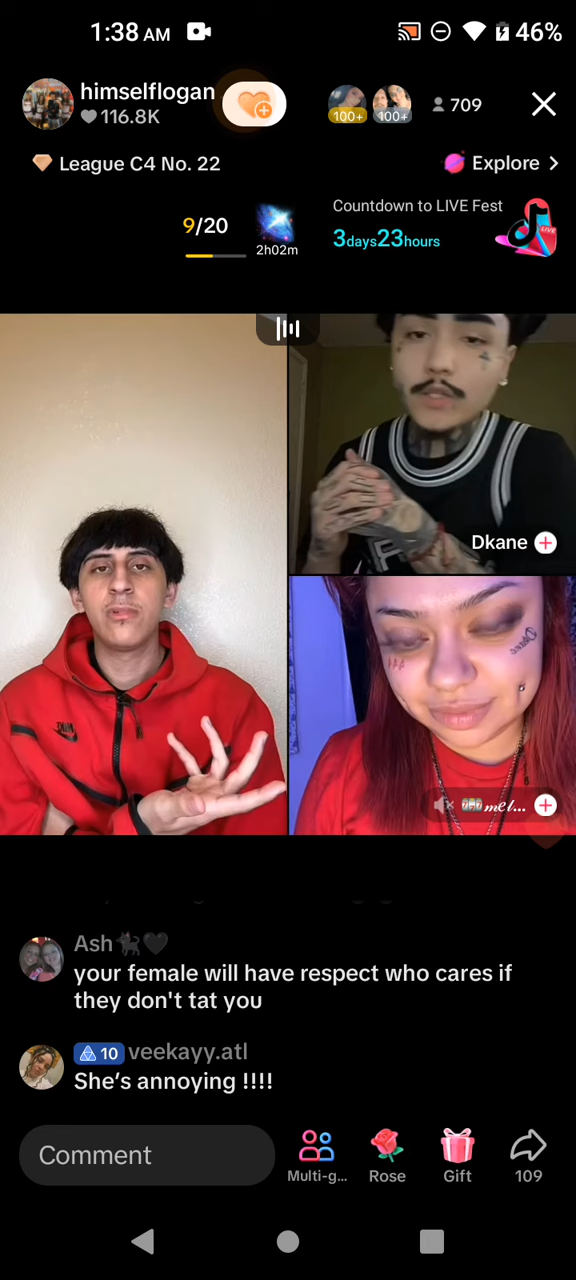 1:38 AM
46%
himselflogan
116.8K
100+
100+
709
League C4 No. 22
Explore >
9/20
2h02m
Countdown to LIVE Fest
3days23hours
LIVE
Dkane
mel...
Ash🐈‍⬛🖤
your female will have respect who cares if
they don't tat you
10 veekayy.atl
She's annoying !!!!
Comment
Multi-g...
Rose
Gift
109